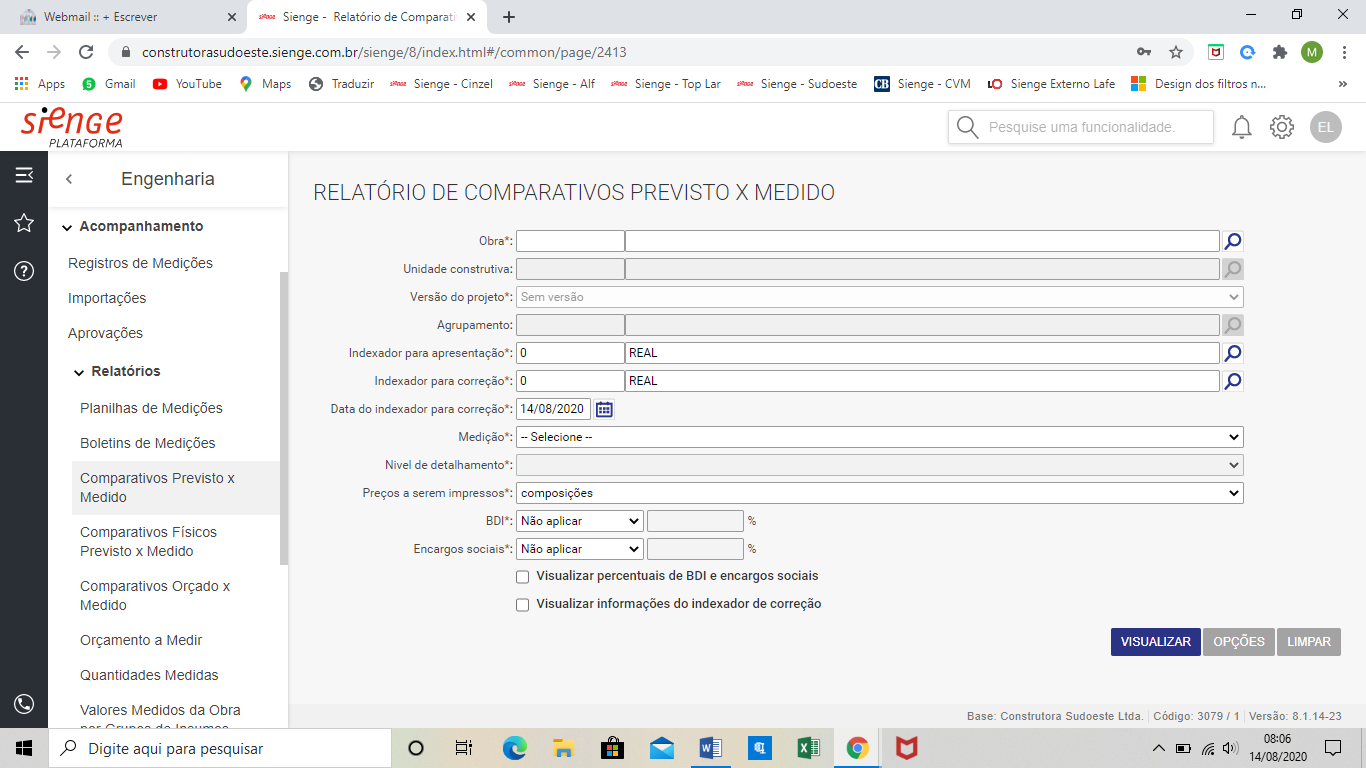 Webmail :: + Escrever
Sienge - Relatório de Comparati
construtorasudoeste.sienge.com.br/sienge/8/index.html#/common/page/2413
M
Apps
Gmail
YouTube
Maps
Traduzir
Sienge - Cinzel
Sienge - Alf
Sienge - Top Lar
Sienge - Sudoeste
Sienge - CVM
Sienge Externo Lafe
Design dos filtros n...
sienge
PLATAFORMA
Pesquise uma funcionalidade.
EL
Engenharia
Acompanhamento
Registros de Medições
Importações
Aprovações
Relatórios
Planilhas de Medições
Boletins de Medições
Comparativos Previsto x
Medido
Comparativos Físicos
Previsto x Medido
Comparativos Orçado x
Medido
Orçamento a Medir
Quantidades Medidas
Valores Medidos da Obra
por Grupos de Insumos
RELATÓRIO DE COMPARATIVOS PREVISTO X MEDIDO
Obra*:
Unidade construtiva:
Versão do projeto*: Sem versão
Agrupamento:
Indexador para apresentação*: 0 REAL
Indexador para correção*: 0 REAL
Data do indexador para correção*: 14/08/2020
Medição*: -- Selecione --
Nivel de detalhamento*:
Preços a serem impressos*: composições
BDI*: Não aplicar %
Encargos sociais*: Não aplicar %
Visualizar percentuais de BDI e encargos sociais
Visualizar informações do indexador de correção
VISUALIZAR OPÇÕES LIMPAR
Base: Construtora Sudoeste Ltda. | Código: 3079 / 1 | Versão: 8.1.14-23
Digite aqui para pesquisar
08:06
14/08/2020